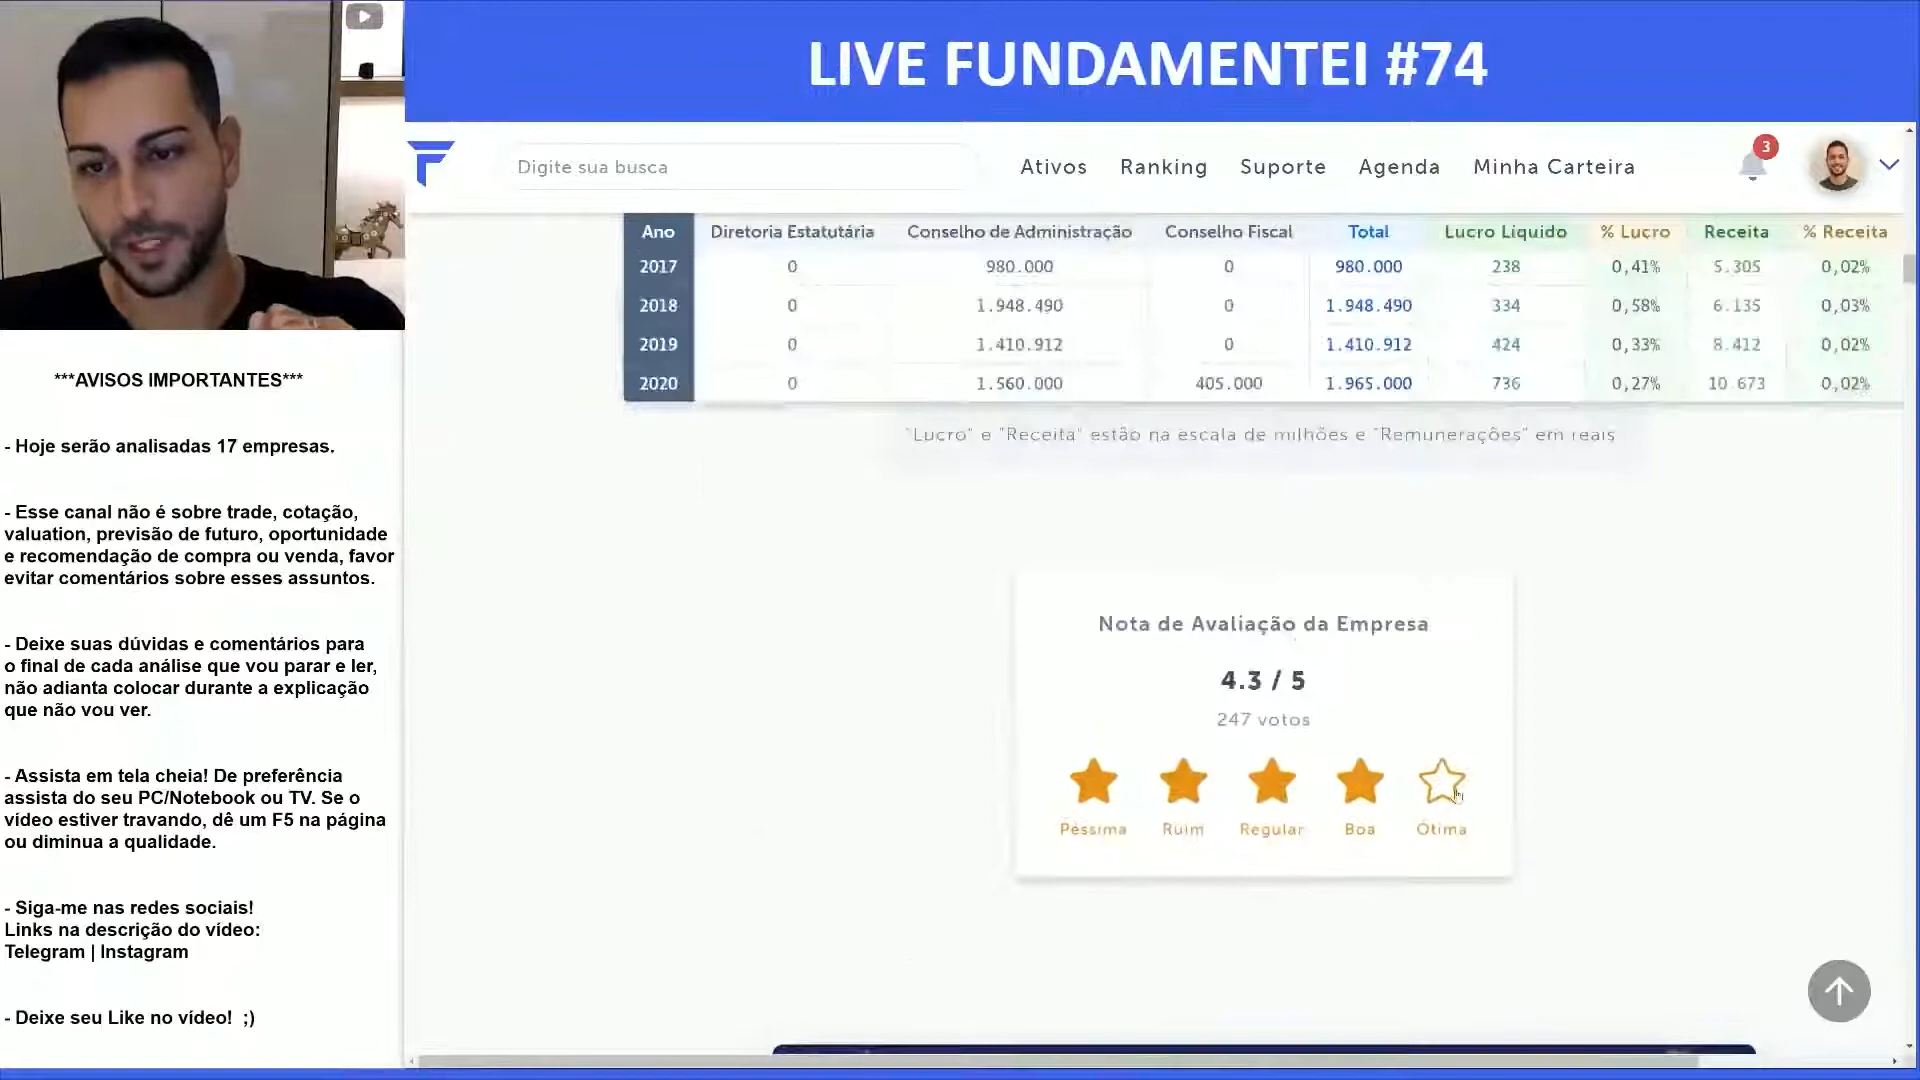 LIVE FUNDAMENTEI #74
Digite sua busca
Ativos Ranking Suporte Agenda Minha Carteira 3
Ano Diretoria Estatutária Conselho de Administração Conselho Fiscal Total Lucro Líquido % Lucro Receita % Receita
2017 0 980.000 0 980.000 238 0,41% 5.305 0,02%
2018 0 1.948.490 0 1.948.490 334 0,58% 6.135 0,03%
2019 0 1.410.912 0 1.410.912 424 0,33% 8.412 0,02%
2020 0 1.560.000 405.000 1.965.000 736 0,27% 10.673 0,02%
"Lucro" e "Receita" estão na escala de milhões e "Remunerações" em reais
Nota de Avaliação da Empresa
4.3 / 5
247 votos
Péssima Ruim Regular Boa Ótima
***AVISOS IMPORTANTES***
- Hoje serão analisadas 17 empresas.
- Esse canal não é sobre trade, cotação,
valuation, previsão de futuro, oportunidade
e recomendação de compra ou venda, favor
evitar comentários sobre esses assuntos.
- Deixe suas dúvidas e comentários para
o final de cada análise que vou parar e ler,
não adianta colocar durante a explicação
que não vou ver.
- Assista em tela cheia! De preferência
assista do seu PC/Notebook ou TV. Se o
vídeo estiver travando, dê um F5 na página
ou diminua a qualidade.
- Siga-me nas redes sociais!
Links na descrição do vídeo:
Telegram | Instagram
- Deixe seu Like no vídeo! ;)